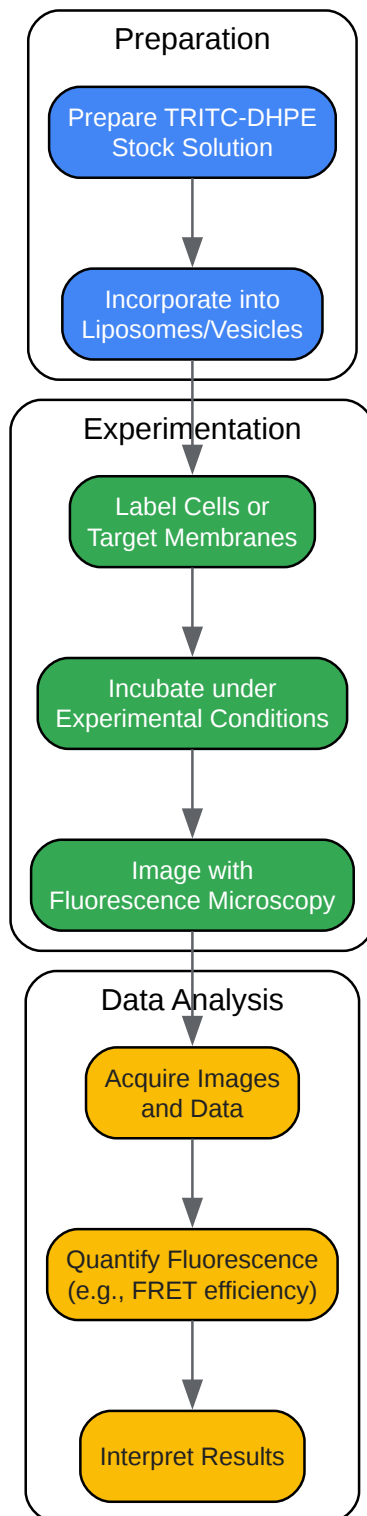 Preparation
Prepare TRITC-DHPE
Stock Solution
Incorporate into
Liposomes/Vesicles
Experimentation
Label Cells or
Target Membranes
Incubate under
Experimental Conditions
Image with
Fluorescence Microscopy
Data Analysis
Acquire Images
and Data
Quantify Fluorescence
(e.g., FRET efficiency)
Interpret Results